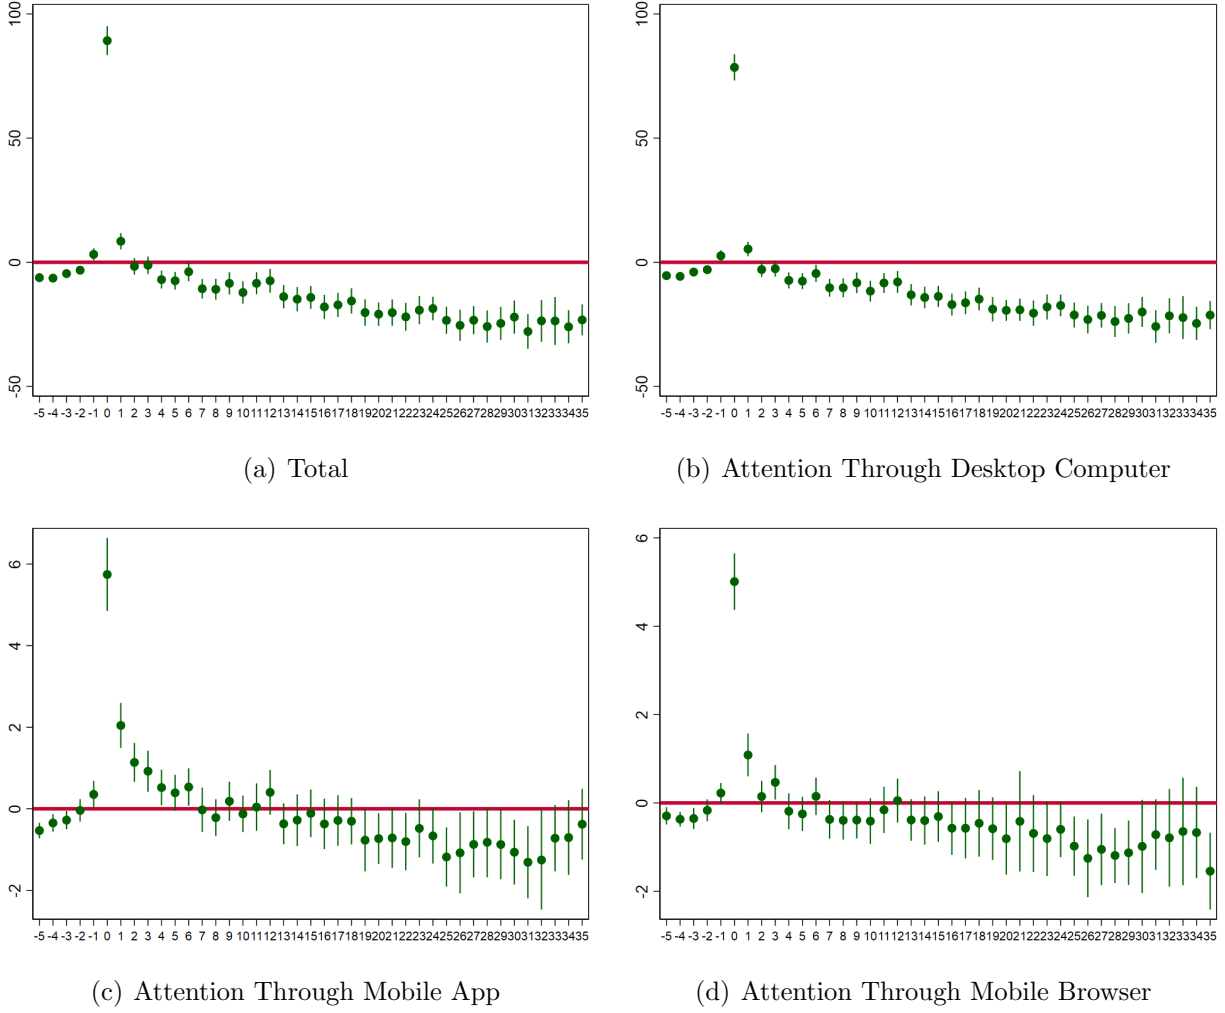 100
50
0
-50
-5 -4 -3 -2 -1 0 1 2 3 4 5 6 7 8 9 10 11 12 13 14 15 16 17 18 19 20 21 22 23 24 25 26 27 28 29 30 31 32 33 34 35
(a) Total
100
50
0
-50
-5 -4 -3 -2 -1 0 1 2 3 4 5 6 7 8 9 10 11 12 13 14 15 16 17 18 19 20 21 22 23 24 25 26 27 28 29 30 31 32 33 34 35
(b) Attention Through Desktop Computer
6
4
2
0
-2
-5 -4 -3 -2 -1 0 1 2 3 4 5 6 7 8 9 10 11 12 13 14 15 16 17 18 19 20 21 22 23 24 25 26 27 28 29 30 31 32 33 34 35
(c) Attention Through Mobile App
6
4
2
0
-2
-5 -4 -3 -2 -1 0 1 2 3 4 5 6 7 8 9 10 11 12 13 14 15 16 17 18 19 20 21 22 23 24 25 26 27 28 29 30 31 32 33 34 35
(d) Attention Through Mobile Browser